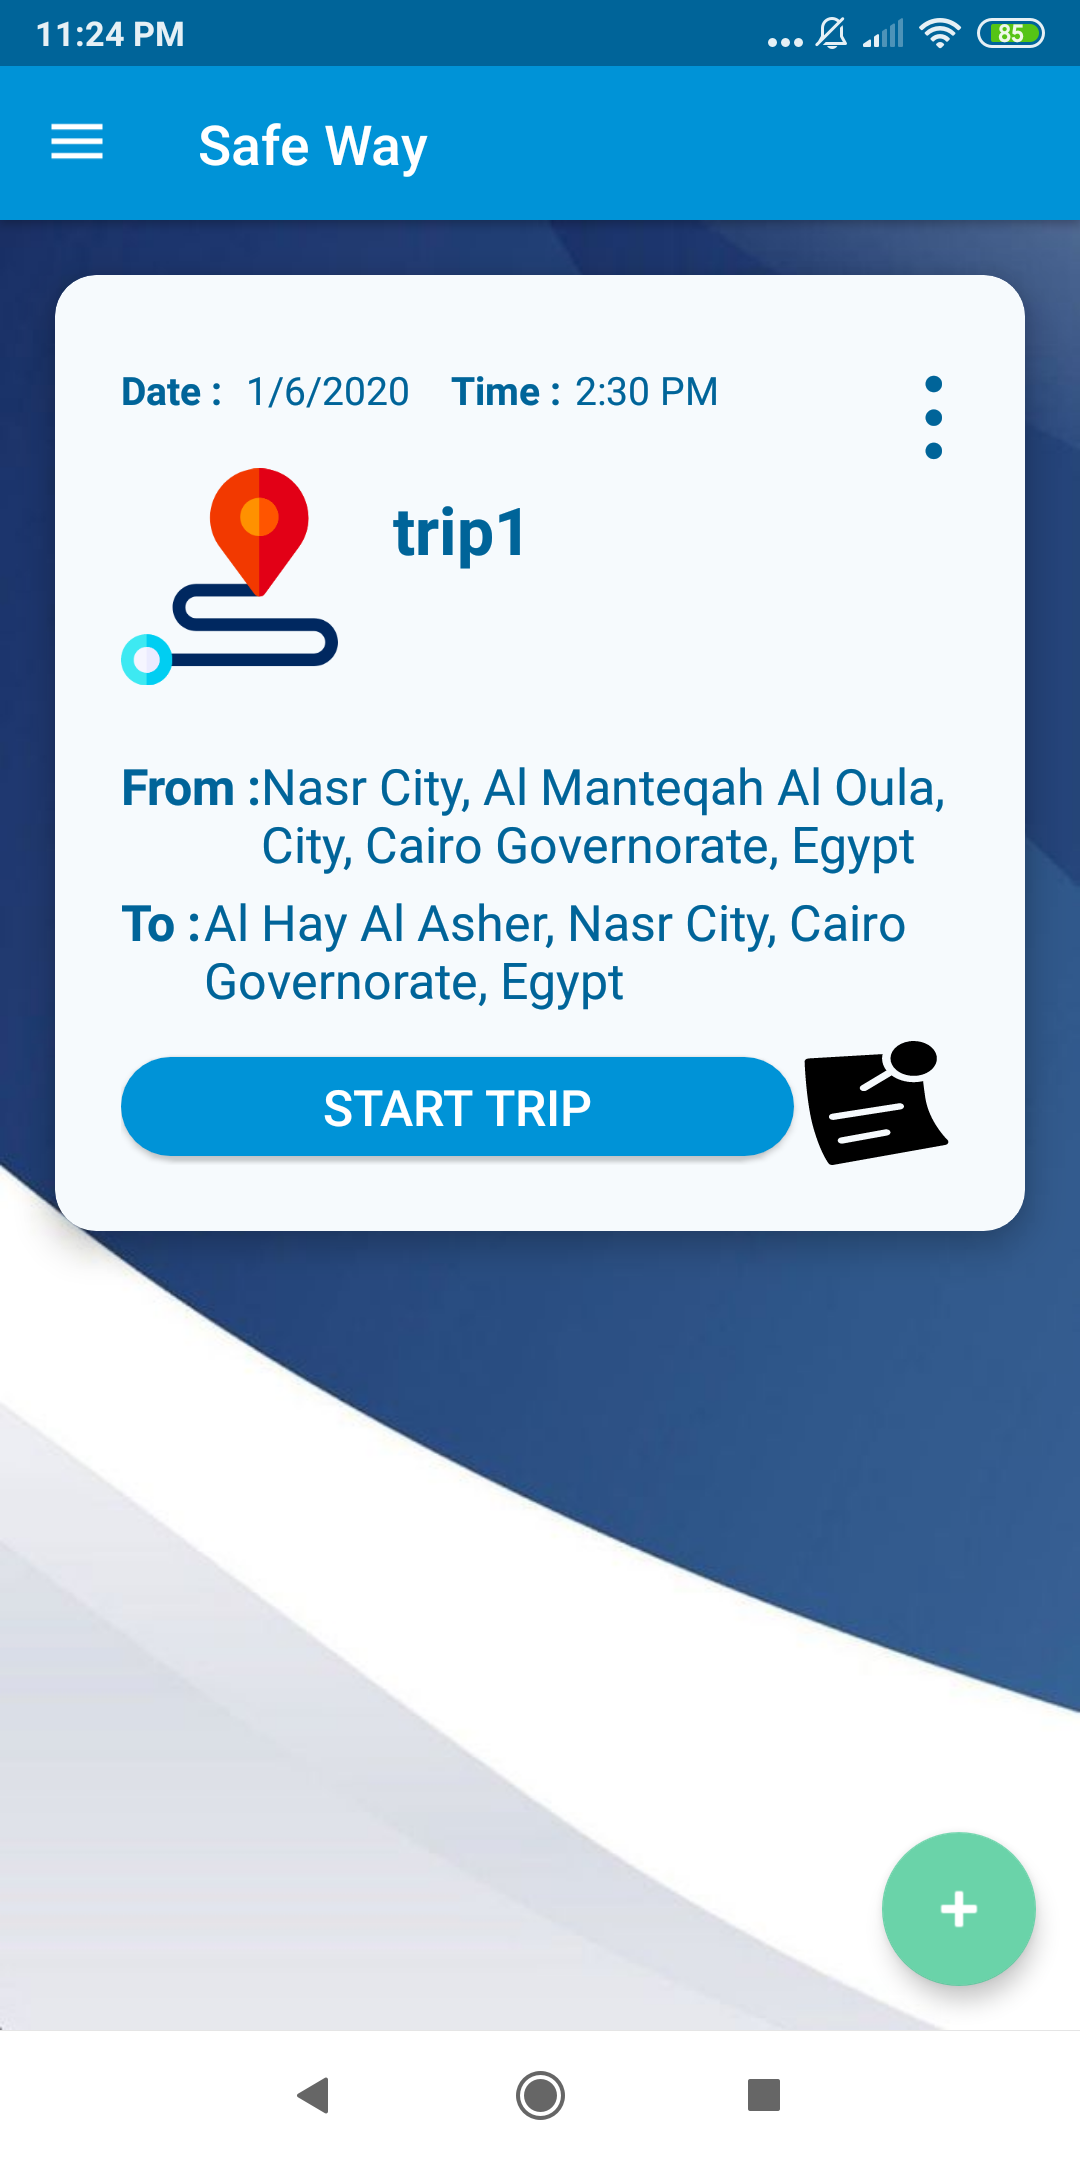 11:24 PM
85
Safe Way
Date : 1/6/2020 Time : 2:30 PM
trip1
From :Nasr City, Al Manteqah Al Oula,
City, Cairo Governorate, Egypt
To :Al Hay Al Asher, Nasr City, Cairo
Governorate, Egypt
START TRIP